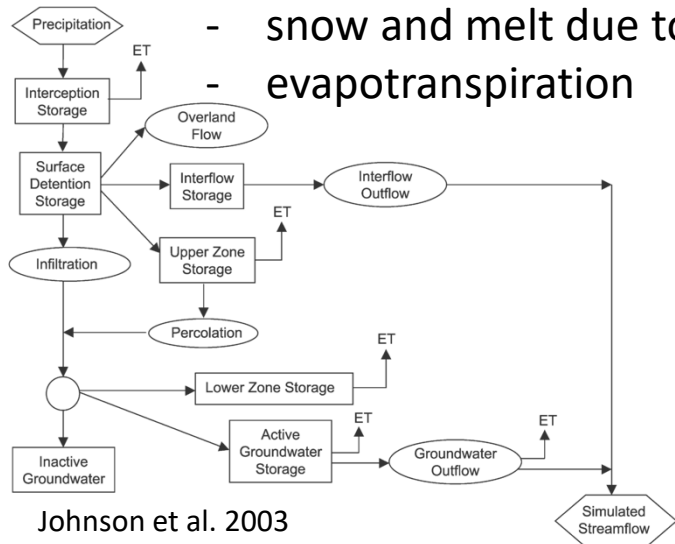 - snow and melt due to
- evapotranspiration
Precipitation
ET
Interception
Storage
Overland
Flow
Surface
Detention
Storage
Interflow
Storage
Interflow
Outflow
ET
Infiltration
Upper Zone
Storage
Percolation
ET
Lower Zone Storage
ET
ET
Active
Groundwater
Storage
Groundwater
Outflow
Inactive
Groundwater
Simulated
Streamflow
Johnson et al. 2003